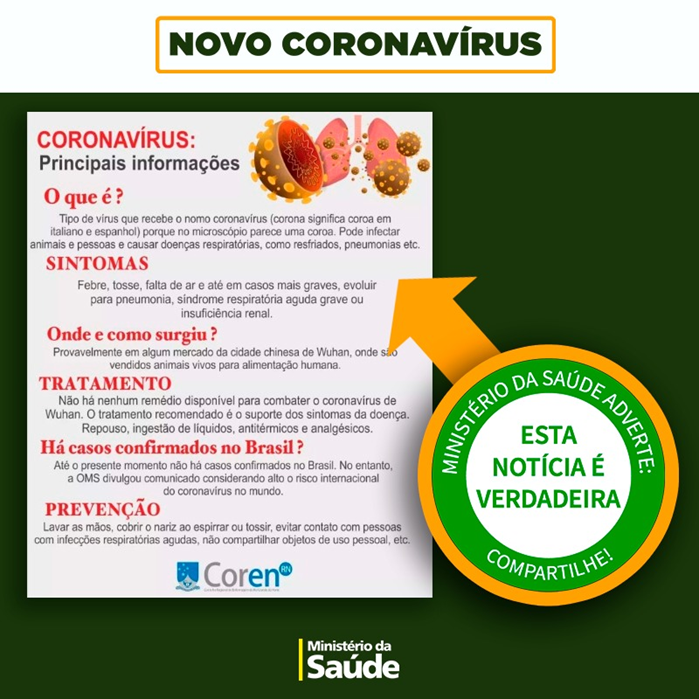 NOVO CORONAVÍRUS
CORONAVÍRUS:
Principais informações
O que é ?
Tipo de vírus que recebe o nomo coronavírus (corona significa coroa em
italiano e espanhol) porque no microscópio parece uma coroa. Pode infectar
animais e pessoas e causar doenças respiratórias, como resfriados, pneumonias etc.
SINTOMAS
Febre, tosse, falta de ar e até em casos mais graves, evoluir
para pneumonia, síndrome respiratória aguda grave ou
insuficiência renal.
Onde e como surgiu ?
Provavelmente em algum mercado da cidade chinesa de Wuhan, onde são
vendidos animais vivos para alimentação humana.
TRATAMENTO
Não há nenhum remédio disponível para combater o coronavírus de
Wuhan. O tratamento recomendado é o suporte dos sintomas da doença.
Repouso, ingestão de líquidos, antitérmicos e analgésicos.
Há casos confirmados no Brasil ?
Até o presente momento não há casos confirmados no Brasil. No entanto,
a OMS divulgou comunicado considerando alto o risco internacional
do coronavírus no mundo.
PREVENÇÃO
Lavar as mãos, cobrir o nariz ao espirrar ou tossir, evitar contato com pessoas
com infecções respiratórias agudas, não compartilhar objetos de uso pessoal, etc.
Coren RN
MINISTÉRIO DA SAÚDE ADVERTE:
ESTA
NOTÍCIA É
VERDADEIRA
COMPARTILHE!
Ministério da
Saúde